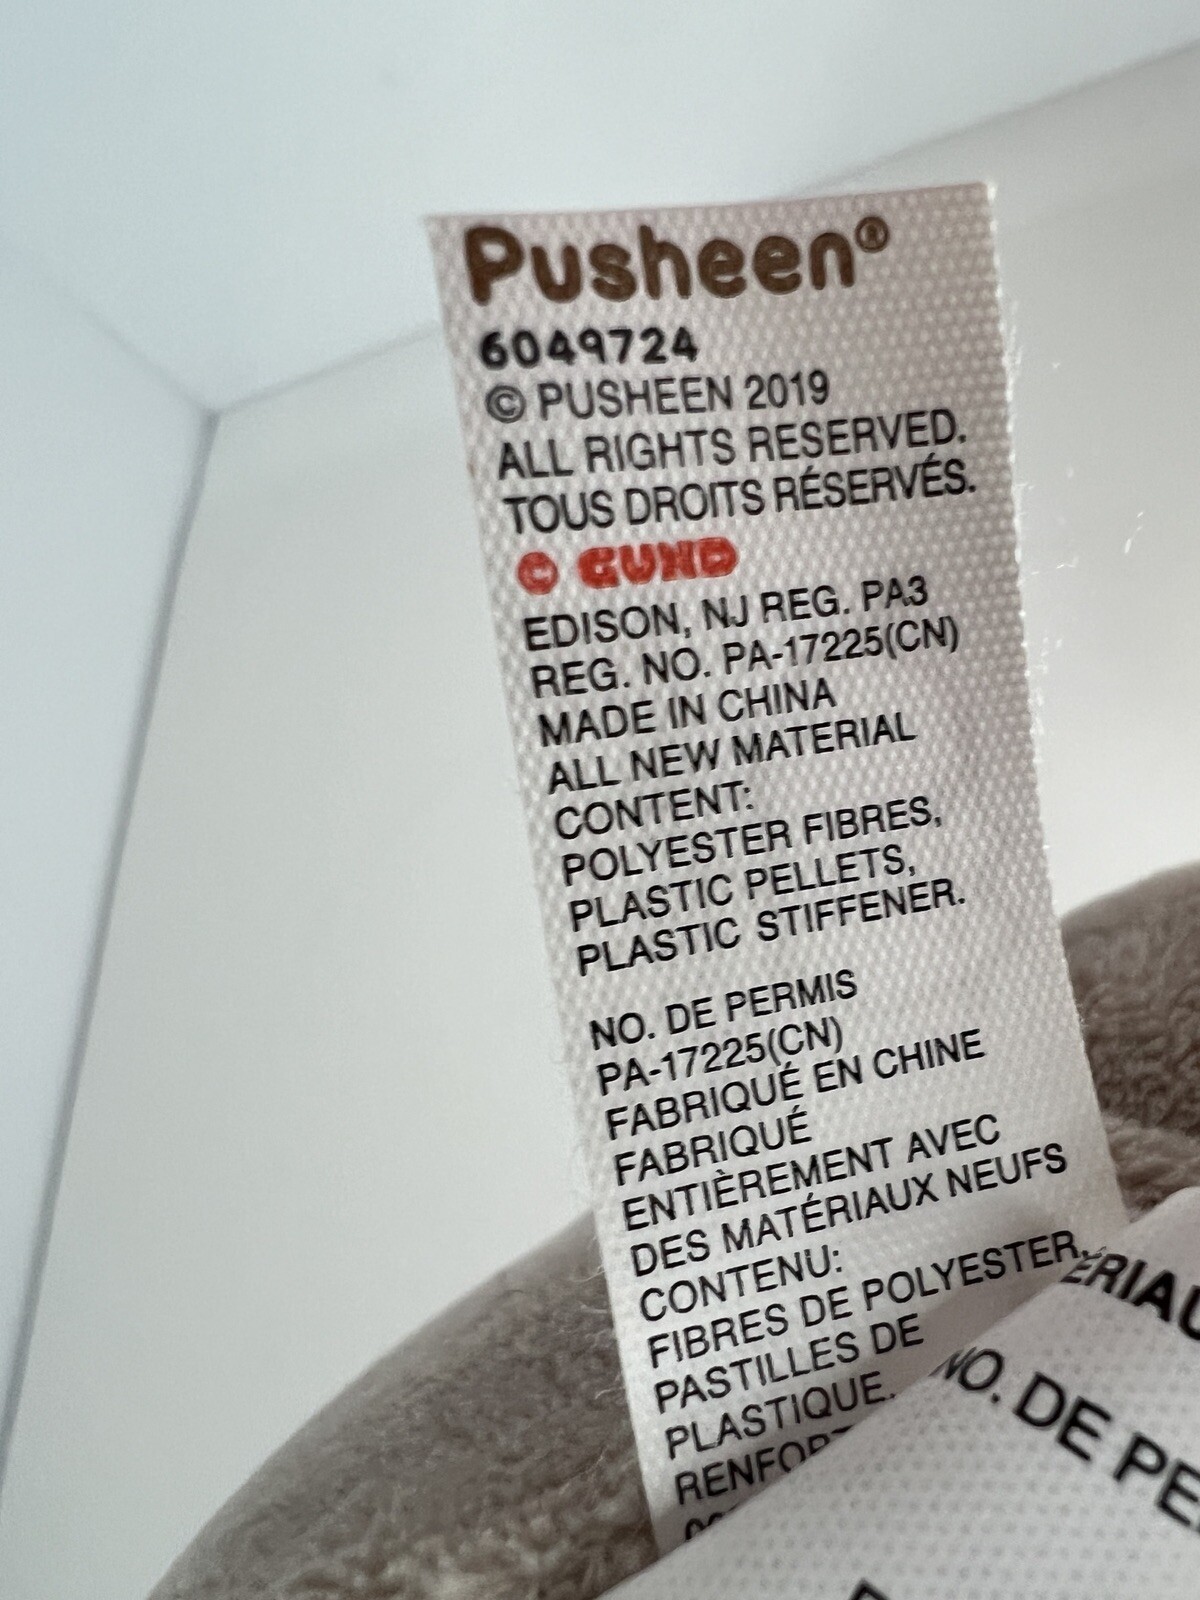 Pusheen®
6049724
© PUSHEEN 2019
ALL RIGHTS RESERVED.
TOUS DROITS RÉSERVÉS.
© GUND
EDISON, NJ REG. PA3
REG. NO. PA-17225(CN)
MADE IN CHINA
ALL NEW MATERIAL
CONTENT:
POLYESTER FIBRES,
PLASTIC PELLETS,
PLASTIC STIFFENER.
NO. DE PERMIS
PA-17225(CN)
FABRIQUÉ EN CHINE
FABRIQUÉ
ENTIÈREMENT AVEC
DES MATÉRIAUX NEUFS
CONTENU:
FIBRES DE POLYESTER,
PASTILLES DE
PLASTIQUE,
NO. DE